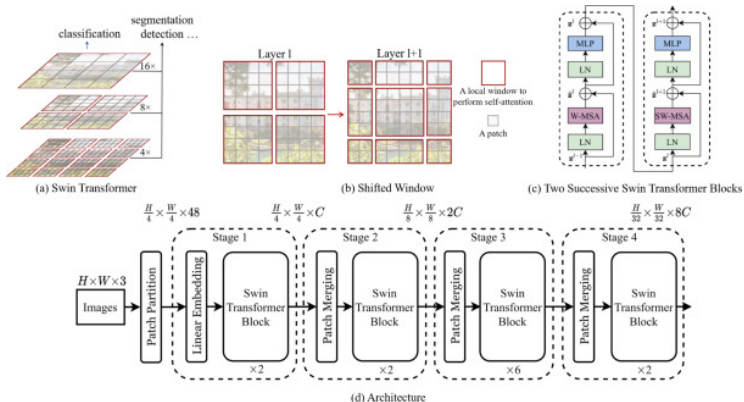 segmentation
classification
detection ...
16×
8×
4×
(a) Swin Transformer
Layer l
Layer l+1
A local window to
perform self-attention
A patch
(b) Shifted Window
MLP
LN
W-MSA
LN
MLP
LN
SW-MSA
LN
(c) Two Successive Swin Transformer Blocks
H/4 × W/4 × 48
H/4 × W/4 × C
H/8 × W/8 × 2C
H/32 × W/32 × 8C
Stage 1
Stage 2
Stage 3
Stage 4
H×W×3
Images
Patch Partition
Linear Embedding
Swin
Transformer
Block
×2
Patch Merging
Swin
Transformer
Block
×2
Patch Merging
Swin
Transformer
Block
×6
Patch Merging
Swin
Transformer
Block
×2
(d) Architecture